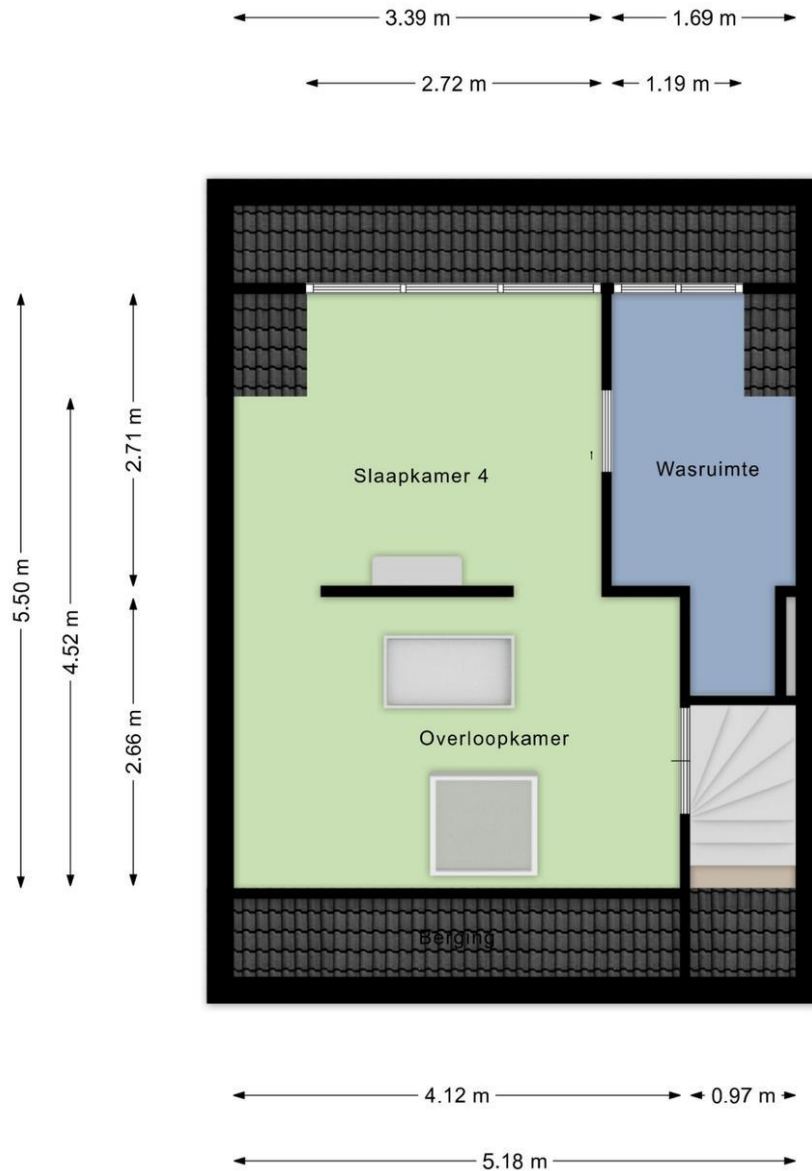 3.39 m
1.69 m
2.72 m
1.19 m
5.50 m
4.52 m
2.71 m
2.66 m
Slaapkamer 4
Wasruimte
Overloopkamer
Berging
4.12 m
0.97 m
5.18 m